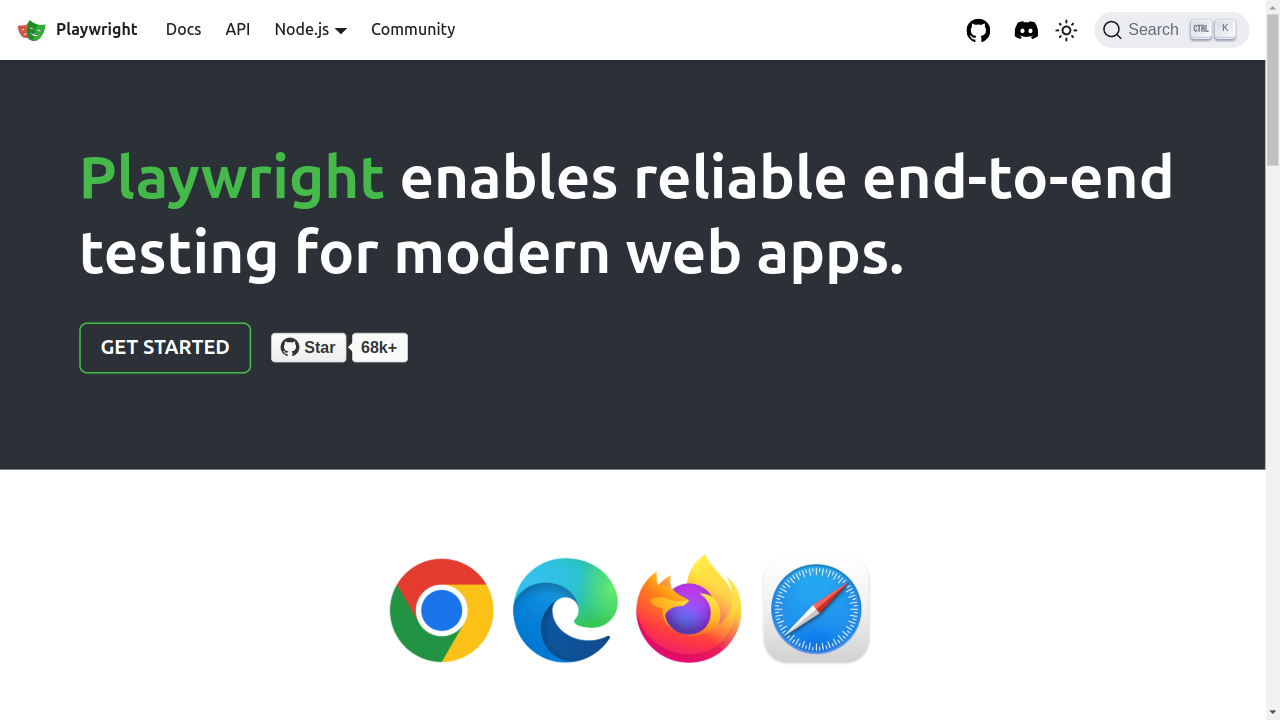 Playwright Docs API Node.js Community Search CTRL K
Playwright enables reliable end-to-end
testing for modern web apps.
GET STARTED Star 68k+